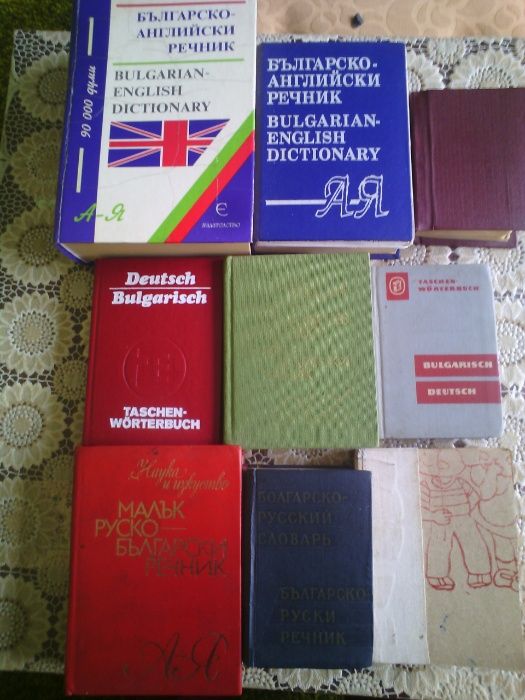 БЪЛГАРСКО-
АНГЛИЙСКИ
РЕЧНИК
BULGARIAN-
ENGLISH
DICTIONARY
90 000 думи
А-Я
Є
ИЗДАТЕЛСТВО
БЪЛГАРСКО-
АНГЛИЙСКИ
РЕЧНИК
BULGARIAN-
ENGLISH
DICTIONARY
А-Я
Deutsch
Bulgarisch
TASCHEN-
WÖRTERBUCH
TASCHEN-
WÖRTERBUCH
BULGARISCH
DEUTSCH
Наука
и изкуство
МАЛЪК
РУСКО-
БЪЛГАРСКИ
РЕЧНИК
А-Я
БОЛГАРСКО-
РУССКИЙ
СЛОВАРЬ
БЪЛГАРСКО-
РУСКИ
РЕЧНИК